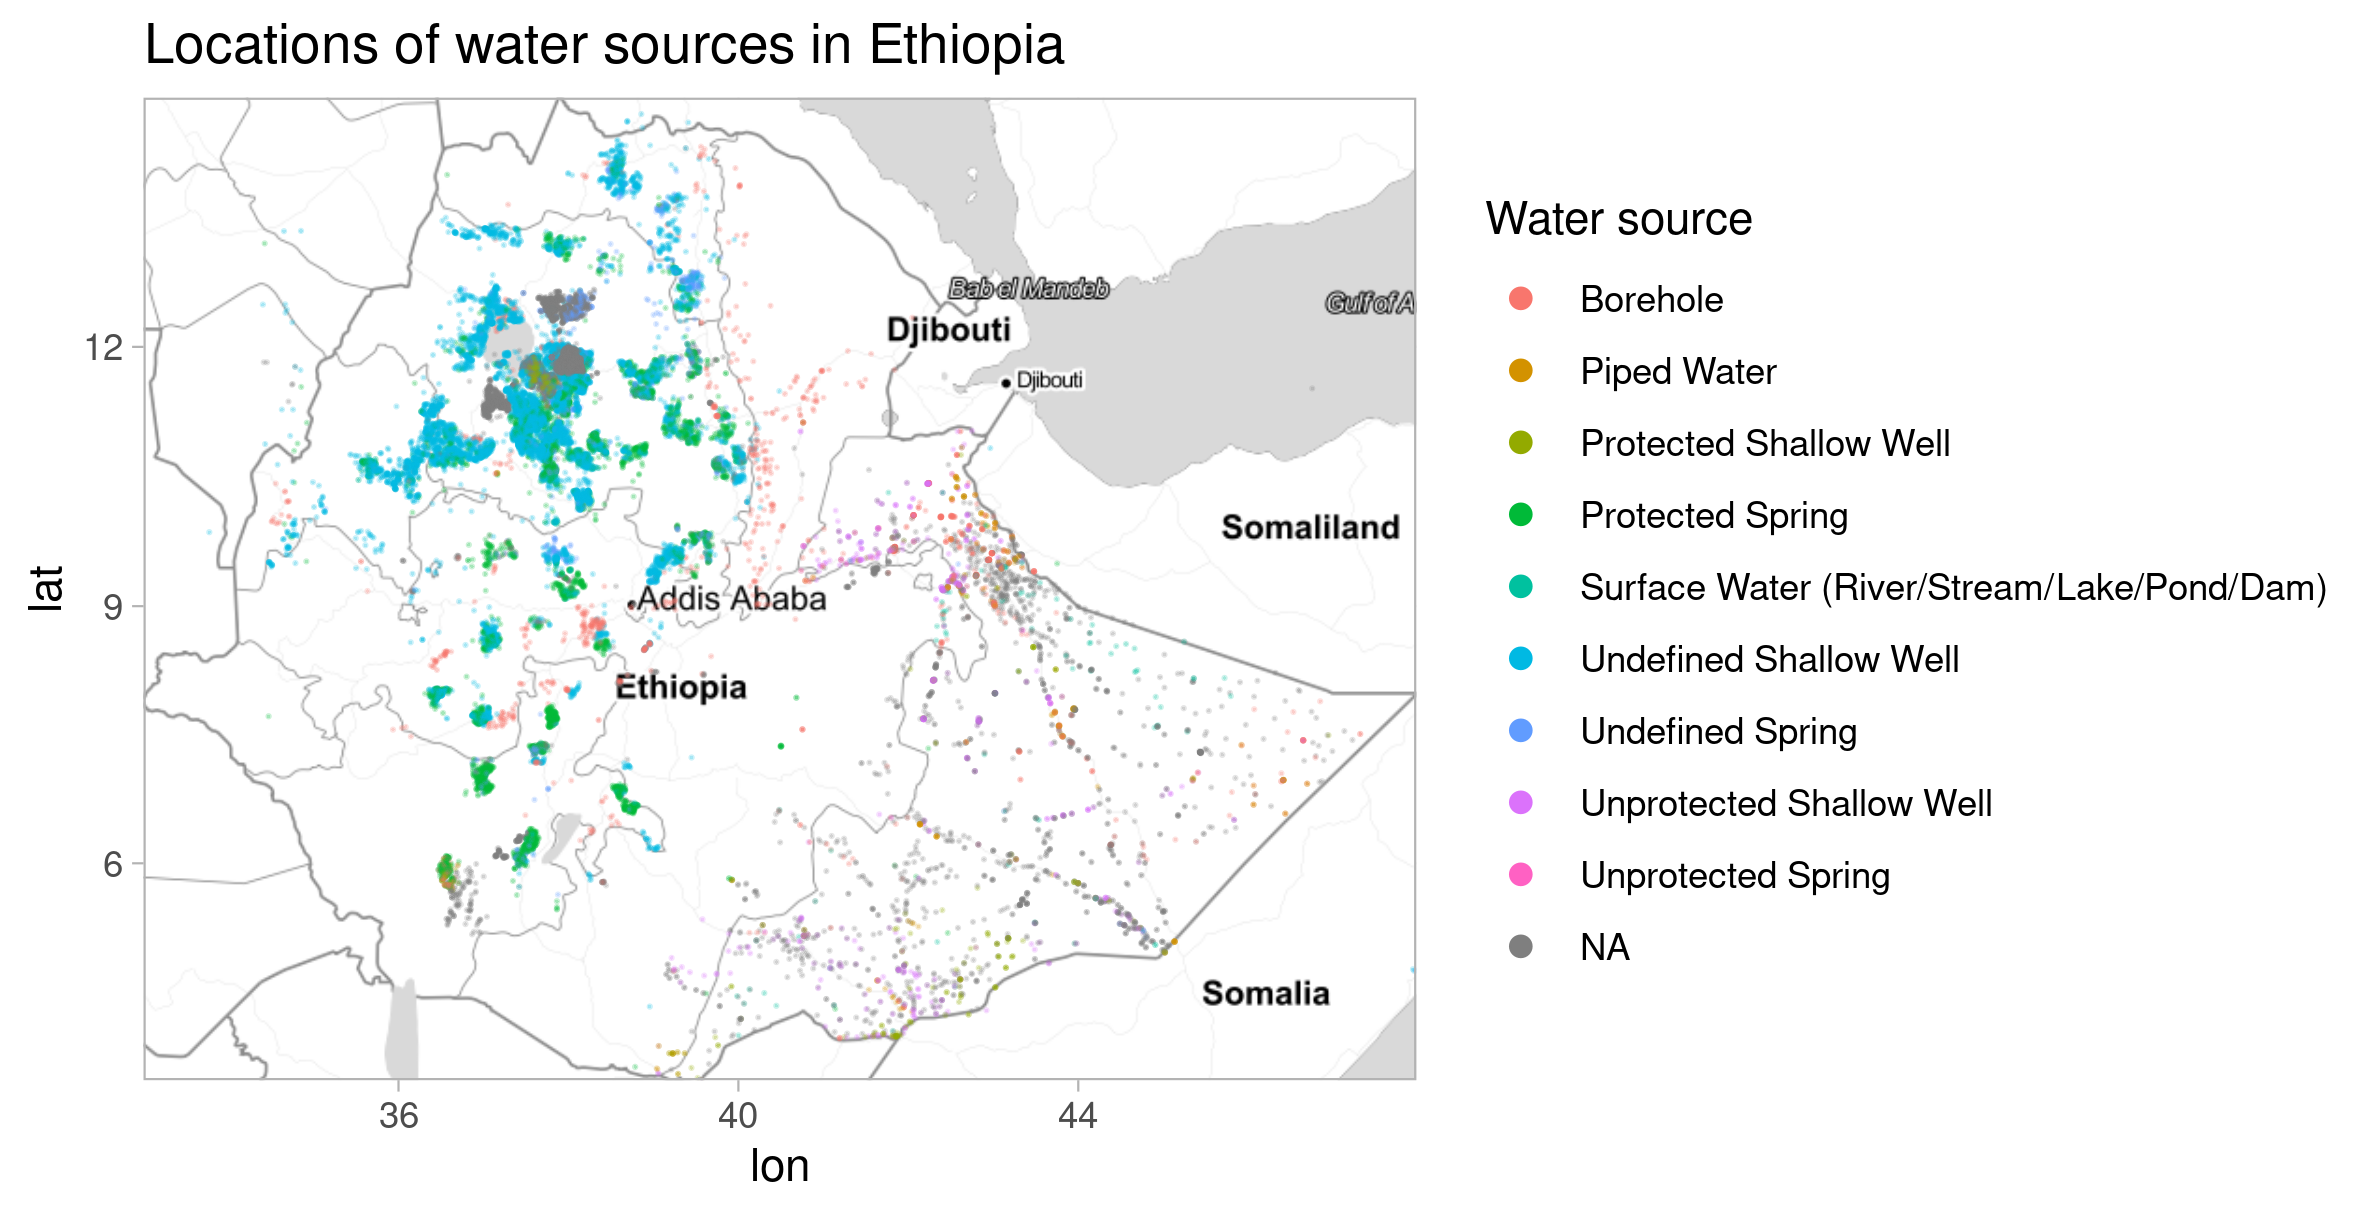 Locations of water sources in Ethiopia
Bab el Mandeb
Gulf of A
Djibouti
Djibouti
Somaliland
Addis Ababa
Ethiopia
Somalia
12
9
6
lat
36
40
44
lon
Water source
Borehole
Piped Water
Protected Shallow Well
Protected Spring
Surface Water (River/Stream/Lake/Pond/Dam)
Undefined Shallow Well
Undefined Spring
Unprotected Shallow Well
Unprotected Spring
NA